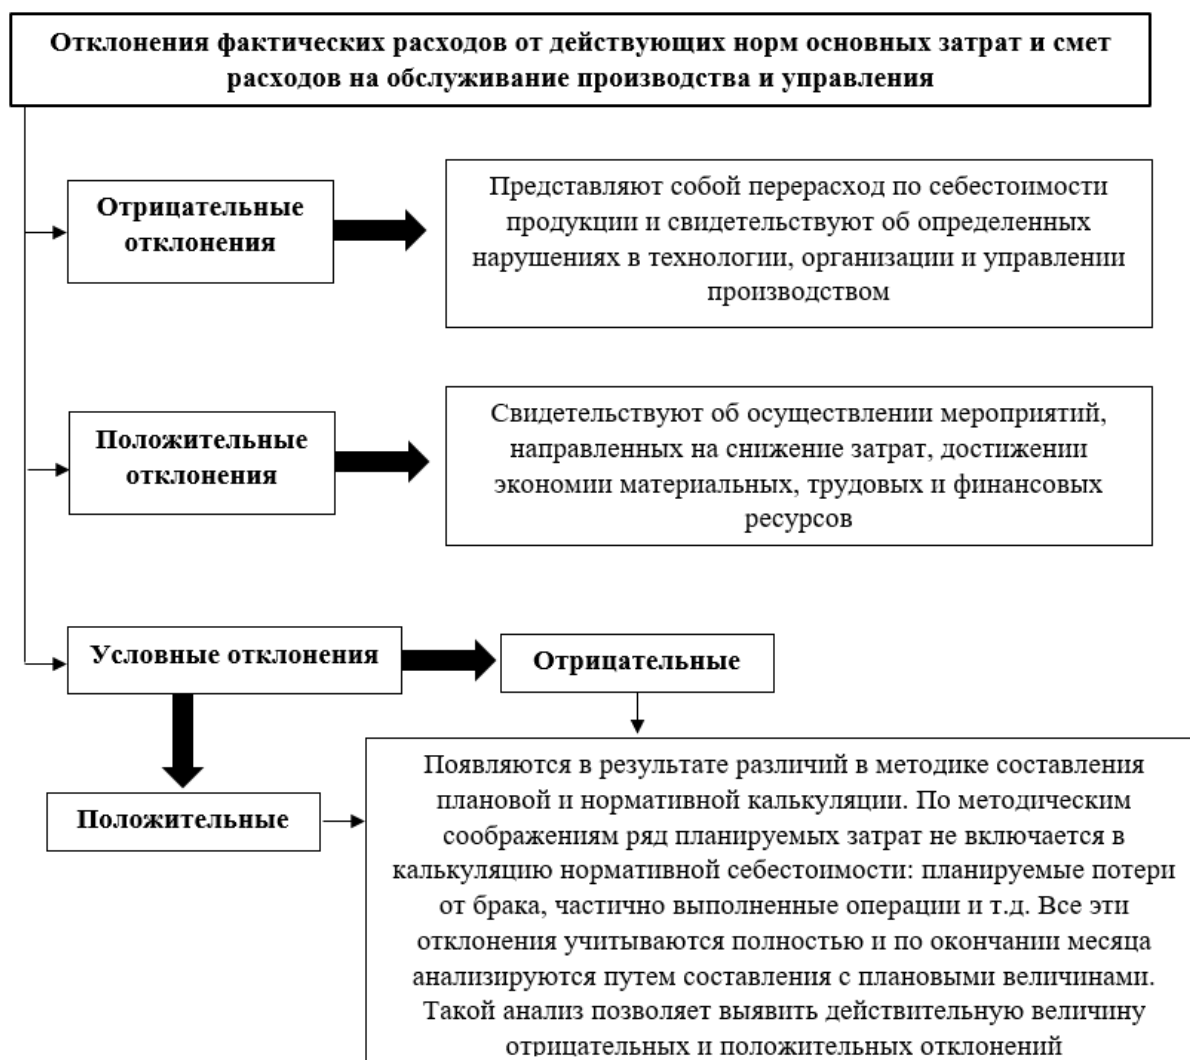 Отклонения фактических расходов от действующих норм основных затрат и смет
расходов на обслуживание производства и управления
Отрицательные
отклонения
Представляют собой перерасход по себестоимости
продукции и свидетельствуют об определенных
нарушениях в технологии, организации и управлении
производством
Положительные
отклонения
Свидетельствуют об осуществлении мероприятий,
направленных на снижение затрат, достижении
экономии материальных, трудовых и финансовых
ресурсов
Условные отклонения
Отрицательные
Положительные
Появляются в результате различий в методике составления
плановой и нормативной калькуляции. По методическим
соображениям ряд планируемых затрат не включается в
калькуляцию нормативной себестоимости: планируемые потери
от брака, частично выполненные операции и т.д. Все эти
отклонения учитываются полностью и по окончании месяца
анализируются путем составления с плановыми величинами.
Такой анализ позволяет выявить действительную величину
отрицательных и положительных отклонений